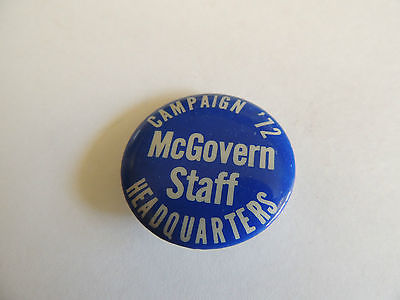 CAMPAIGN '72
McGovern
Staff
HEADQUARTERS